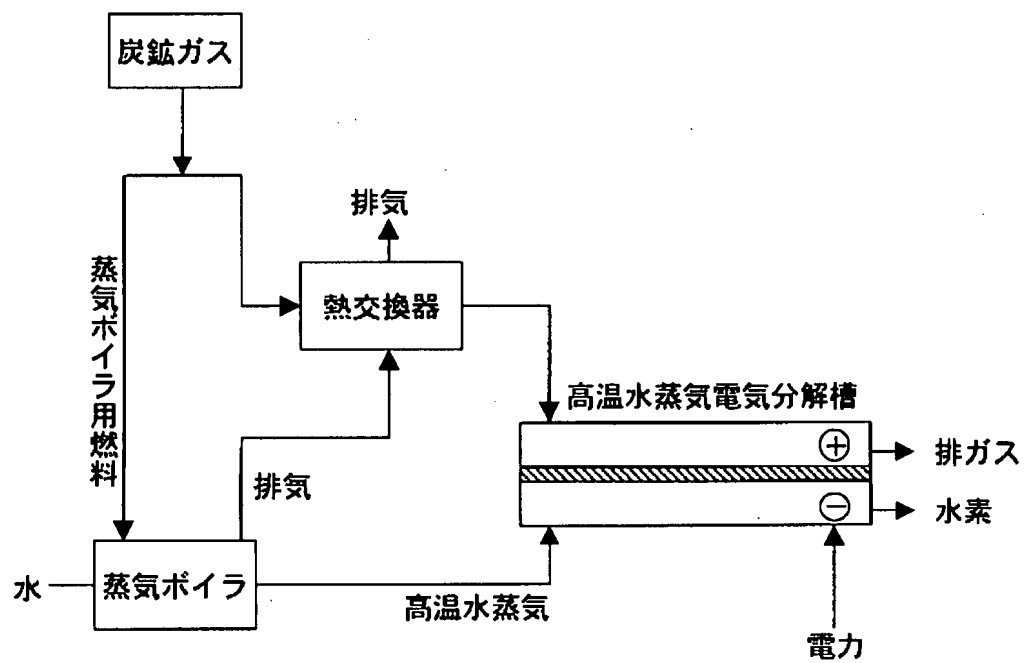 炭鉱ガス
排気
熱交換器
蒸気ボイラ用燃料
高温水蒸気電気分解槽
+
排ガス
排気
−
水素
水
蒸気ボイラ
高温水蒸気
電力